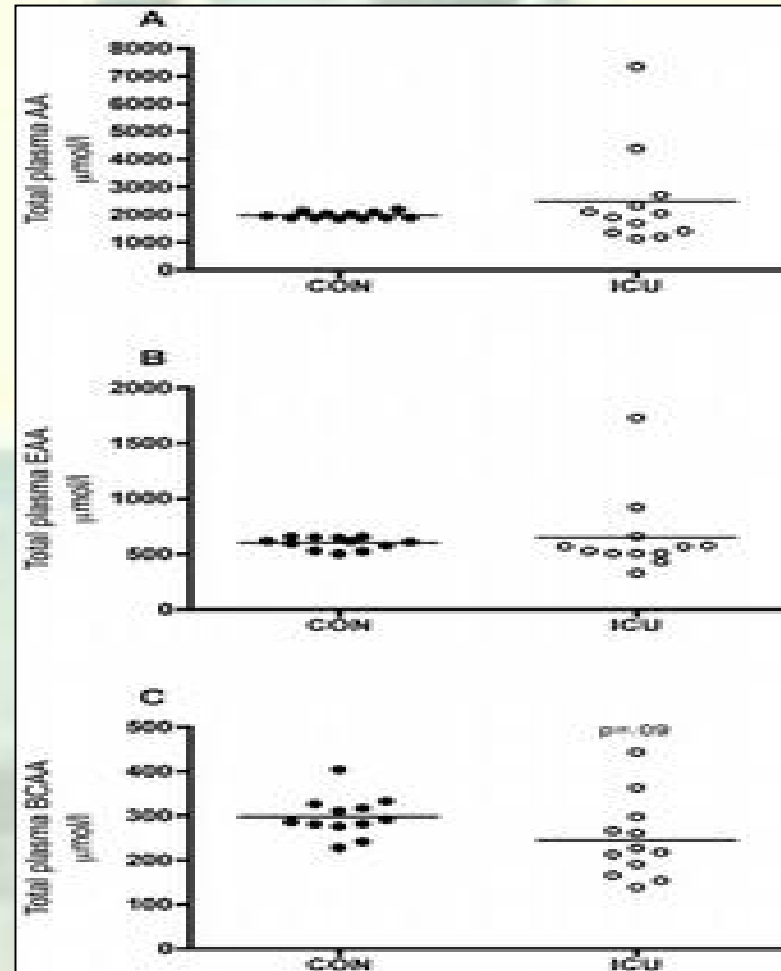 A
Total plasma AA
µmol/l
8000
7000
6000
5000
4000
3000
2000
1000
0
CON
ICU
B
Total plasma EAA
µmol/l
2000
1500
1000
500
0
CON
ICU
C
Total plasma BCAA
µmol/l
500
400
300
200
100
0
p=.09
CON
ICU